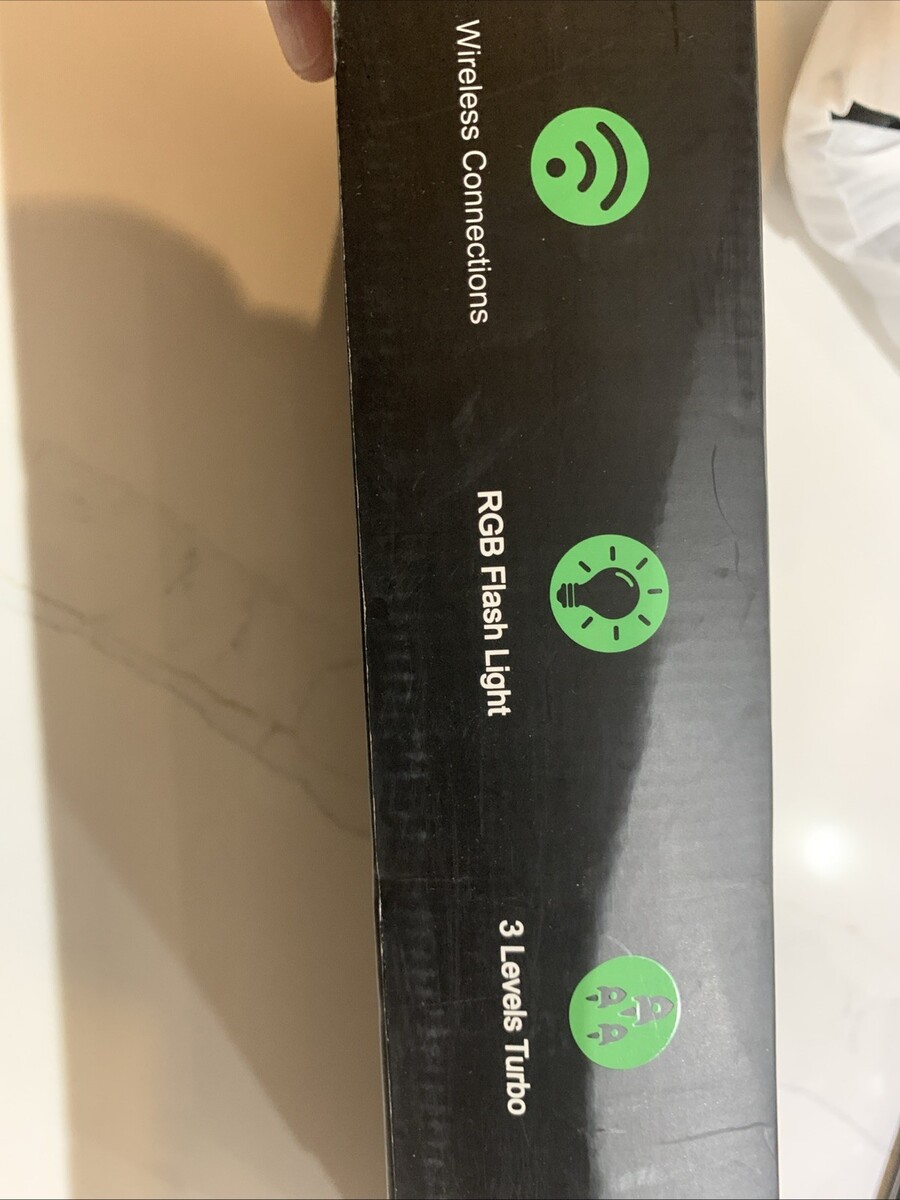 Wireless Connections
RGB Flash Light
3 Levels Turbo